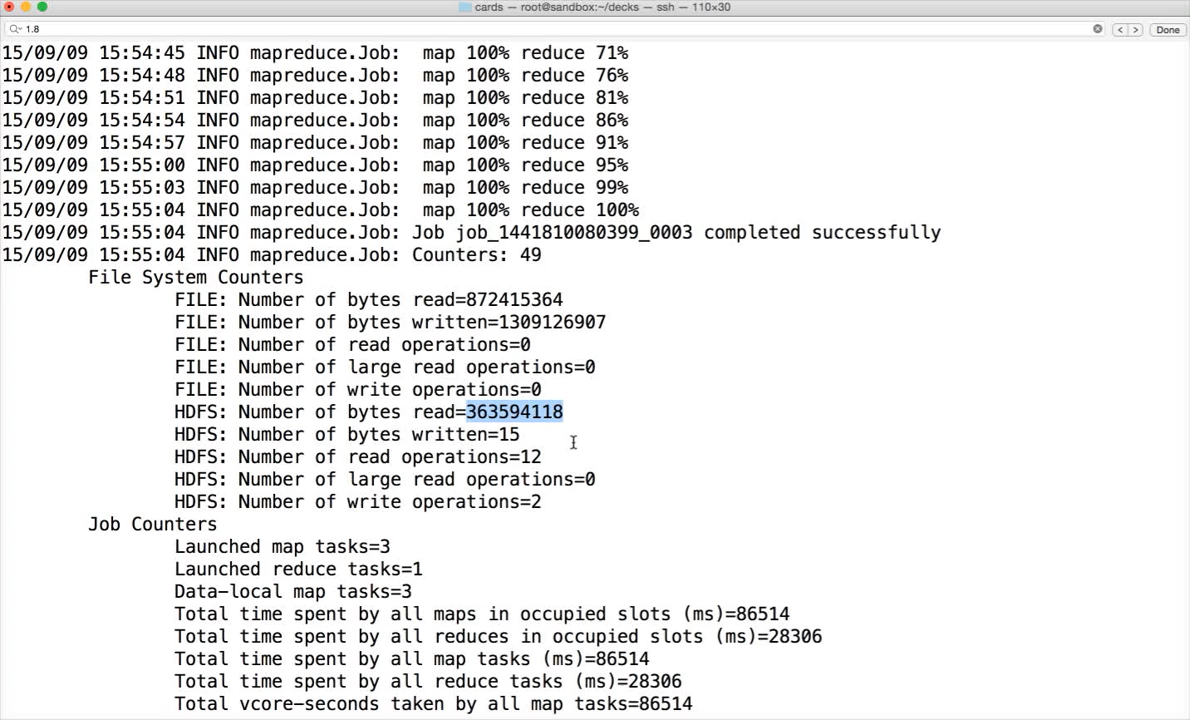 cards — root@sandbox:~/decks — ssh — 110×30
1.8
< > Done
15/09/09 15:54:45 INFO mapreduce.Job:  map 100% reduce 71%
15/09/09 15:54:48 INFO mapreduce.Job:  map 100% reduce 76%
15/09/09 15:54:51 INFO mapreduce.Job:  map 100% reduce 81%
15/09/09 15:54:54 INFO mapreduce.Job:  map 100% reduce 86%
15/09/09 15:54:57 INFO mapreduce.Job:  map 100% reduce 91%
15/09/09 15:55:00 INFO mapreduce.Job:  map 100% reduce 95%
15/09/09 15:55:03 INFO mapreduce.Job:  map 100% reduce 99%
15/09/09 15:55:04 INFO mapreduce.Job:  map 100% reduce 100%
15/09/09 15:55:04 INFO mapreduce.Job: Job job_1441810080399_0003 completed successfully
15/09/09 15:55:04 INFO mapreduce.Job: Counters: 49
File System Counters
FILE: Number of bytes read=872415364
FILE: Number of bytes written=1309126907
FILE: Number of read operations=0
FILE: Number of large read operations=0
FILE: Number of write operations=0
HDFS: Number of bytes read=363594118
HDFS: Number of bytes written=15
HDFS: Number of read operations=12
HDFS: Number of large read operations=0
HDFS: Number of write operations=2
Job Counters
Launched map tasks=3
Launched reduce tasks=1
Data-local map tasks=3
Total time spent by all maps in occupied slots (ms)=86514
Total time spent by all reduces in occupied slots (ms)=28306
Total time spent by all map tasks (ms)=86514
Total time spent by all reduce tasks (ms)=28306
Total vcore-seconds taken by all map tasks=86514